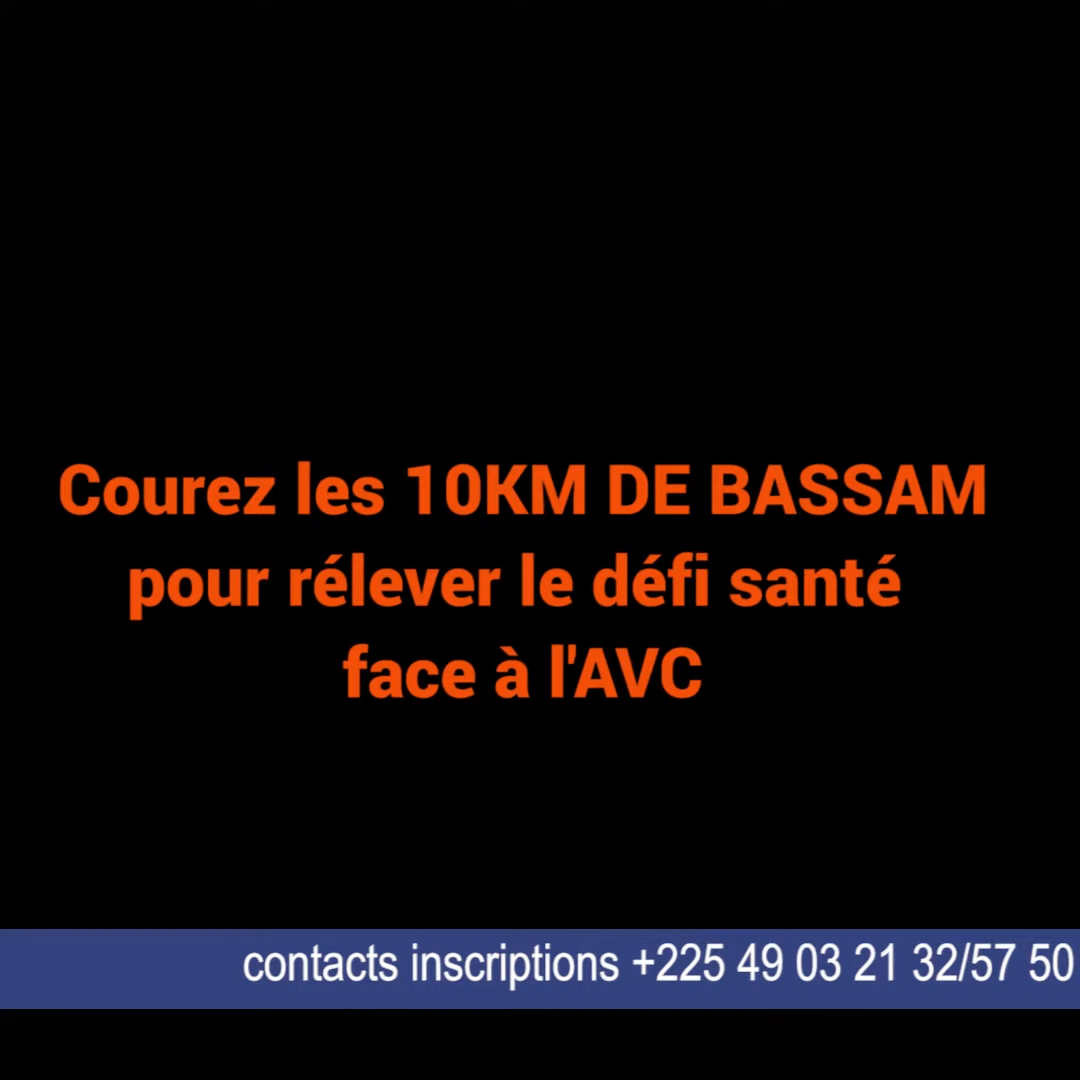 Courez les 10KM DE BASSAM
pour rélever le défi santé
face à l'AVC
contacts inscriptions +225 49 03 21 32/57 50